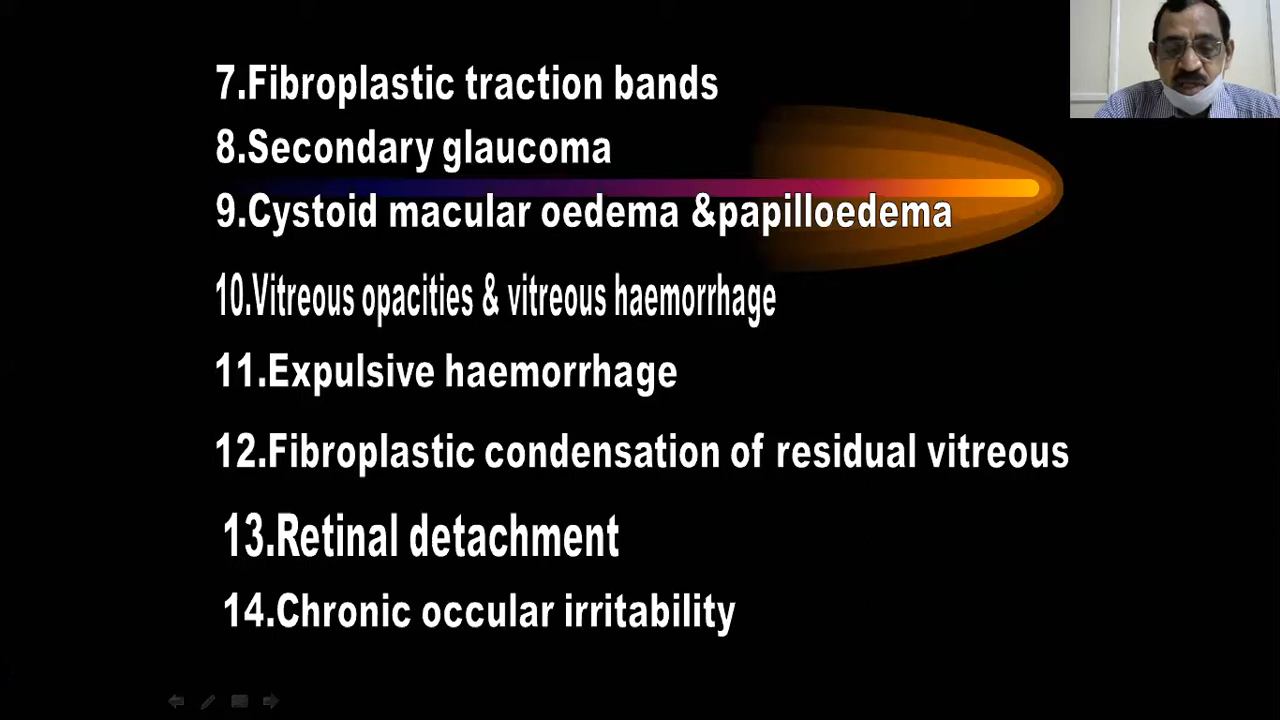 7.Fibroplastic traction bands
8.Secondary glaucoma
9.Cystoid macular oedema &papilloedema
10.Vitreous opacities & vitreous haemorrhage
11.Expulsive haemorrhage
12.Fibroplastic condensation of residual vitreous
13.Retinal detachment
14.Chronic occular irritability